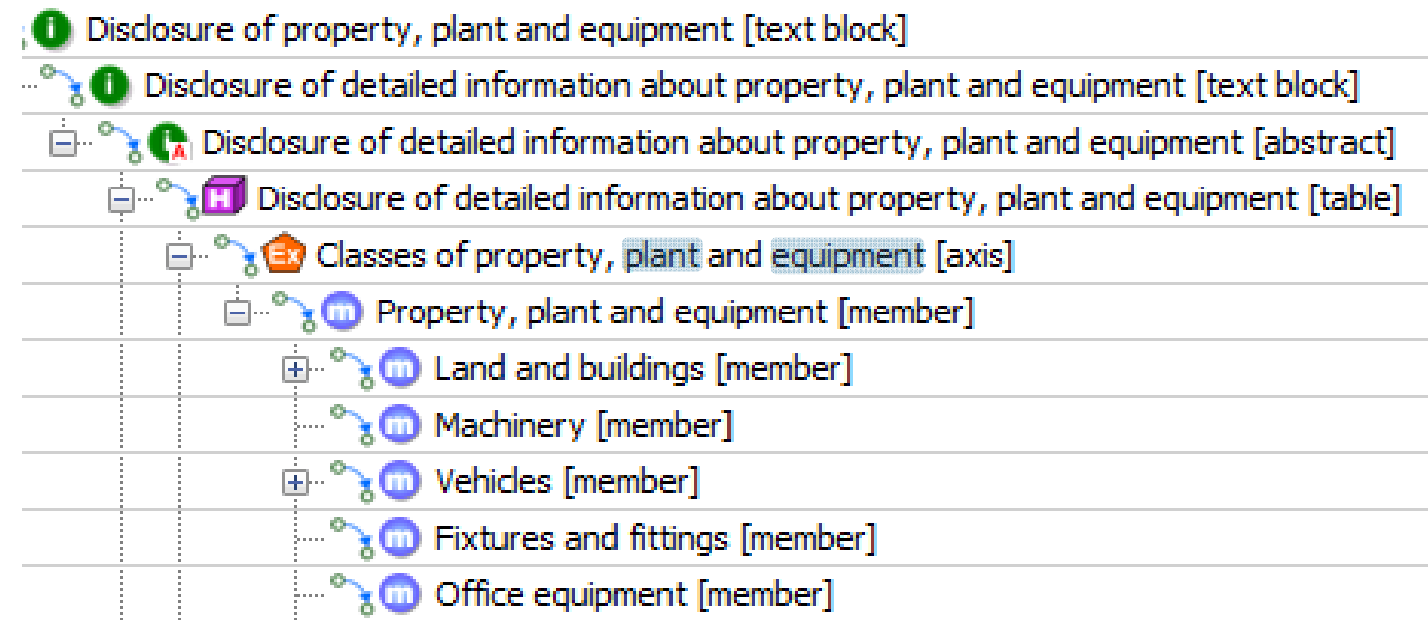 Disclosure of property, plant and equipment [text block]
Disclosure of detailed information about property, plant and equipment [text block]
Disclosure of detailed information about property, plant and equipment [abstract]
Disclosure of detailed information about property, plant and equipment [table]
Classes of property, plant and equipment [axis]
Property, plant and equipment [member]
Land and buildings [member]
Machinery [member]
Vehicles [member]
Fixtures and fittings [member]
Office equipment [member]